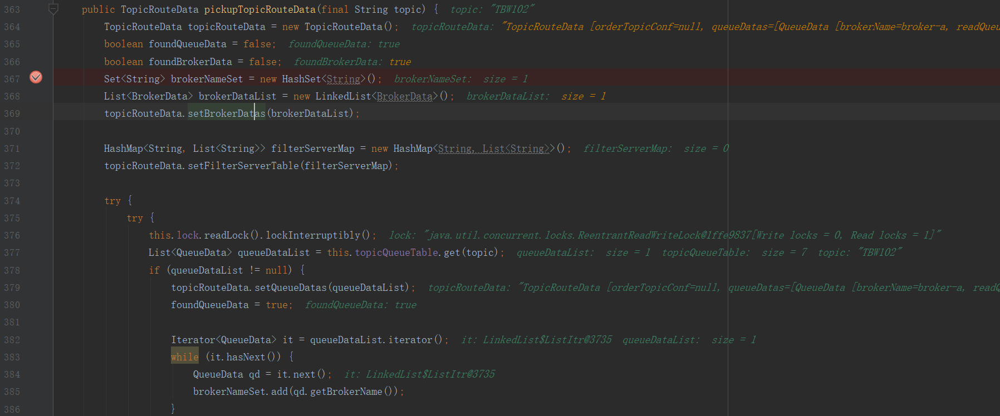 363 public TopicRouteData pickupTopicRouteData(final String topic) { topic: "TBW102"
364 TopicRouteData topicRouteData = new TopicRouteData(); topicRouteData: "TopicRouteData [orderTopicConf=null, queueDatas=[QueueData [brokerName=broker-a, readQueu
365 boolean foundQueueData = false; foundQueueData: true
366 boolean foundBrokerData = false; foundBrokerData: true
367 Set<String> brokerNameSet = new HashSet<String>(); brokerNameSet: size = 1
368 List<BrokerData> brokerDataList = new LinkedList<BrokerData>(); brokerDataList: size = 1
369 topicRouteData.setBrokerDatas(brokerDataList);
370
371 HashMap<String, List<String>> filterServerMap = new HashMap<String, List<String>>(); filterServerMap: size = 0
372 topicRouteData.setFilterServerTable(filterServerMap);
373
374 try {
375 try {
376 this.lock.readLock().lockInterruptibly(); lock: "java.util.concurrent.locks.ReentrantReadWriteLock@1ffe9837[Write locks = 0, Read locks = 1]"
377 List<QueueData> queueDataList = this.topicQueueTable.get(topic); queueDataList: size = 1 topicQueueTable: size = 7 topic: "TBW102"
378 if (queueDataList != null) {
379 topicRouteData.setQueueDatas(queueDataList); topicRouteData: "TopicRouteData [orderTopicConf=null, queueDatas=[QueueData [brokerName=broker-a, readQ
380 foundQueueData = true; foundQueueData: true
381
382 Iterator<QueueData> it = queueDataList.iterator(); it: LinkedList$ListItr@3735 queueDataList: size = 1
383 while (it.hasNext()) {
384 QueueData qd = it.next(); it: LinkedList$ListItr@3735
385 brokerNameSet.add(qd.getBrokerName());
386 }